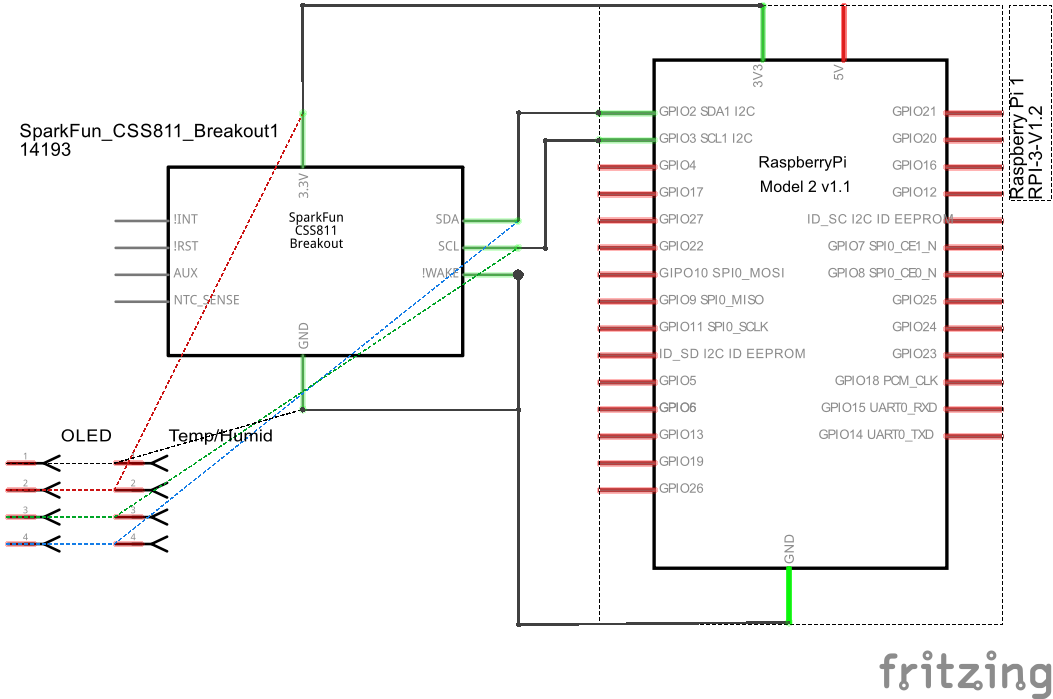 3V3
5V
SparkFun_CSS811_Breakout1
14193
3.3V
SparkFun
CSS811
Breakout
!INT
!RST
AUX
NTC_SENSE
SDA
SCL
!WAKE
GND
GPIO2 SDA1 I2C
GPIO3 SCL1 I2C
GPIO4
GPIO17
GPIO27
GPIO22
GIPO10 SPI0_MOSI
GPIO9 SPI0_MISO
GPIO11 SPI0_SCLK
ID_SD I2C ID EEPROM
GPIO5
GPIO6
GPIO13
GPIO19
GPIO26
RaspberryPi
Model 2 v1.1
GPIO21
GPIO20
GPIO16
GPIO12
ID_SC I2C ID EEPROM
GPIO7 SPI0_CE1_N
GPIO8 SPI0_CE0_N
GPIO25
GPIO24
GPIO23
GPIO18 PCM_CLK
GPIO15 UART0_RXD
GPIO14 UART0_TXD
GND
Raspberry Pi 1
RPI-3-V1.2
OLED
1
2
3
4
Temp/Humid
2
3
4
fritzing